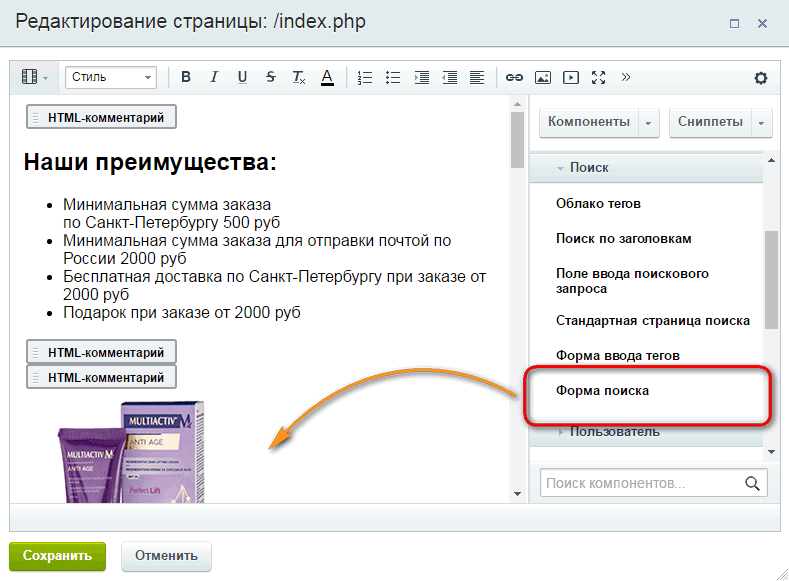 Редактирование страницы: /index.php
Стиль
B I U S Tx A
HTML-комментарий
Наши преимущества:
Минимальная сумма заказа
по Санкт-Петербургу 500 руб
Минимальная сумма заказа для отправки почтой по
России 2000 руб
Бесплатная доставка по Санкт-Петербургу при заказе от
2000 руб
Подарок при заказе от 2000 руб
HTML-комментарий
HTML-комментарий
MULTIACTIV M
ANTI AGE
Perfect Lift
MULTIACTIV
ANTI AGE
Компоненты
Сниппеты
Поиск
Облако тегов
Поиск по заголовкам
Поле ввода поискового
запроса
Стандартная страница поиска
Форма ввода тегов
Форма поиска
Пользователь
Поиск компонентов...
Сохранить
Отменить